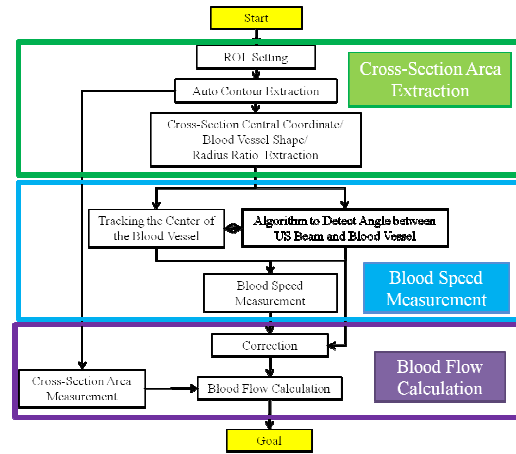 Start
ROI Setting
Cross-Section Area
Extraction
Auto Contour Extraction
Cross-Section Central Coordinate/
Blood Vessel Shape/
Radius Ratio Extraction
Tracking the Center of
the Blood Vessel
Algorithm to Detect Angle between
US Beam and Blood Vessel
Blood Speed
Measurement
Blood Speed
Measurement
Correction
Blood Flow
Calculation
Cross-Section Area
Measurement
Blood Flow Calculation
Goal